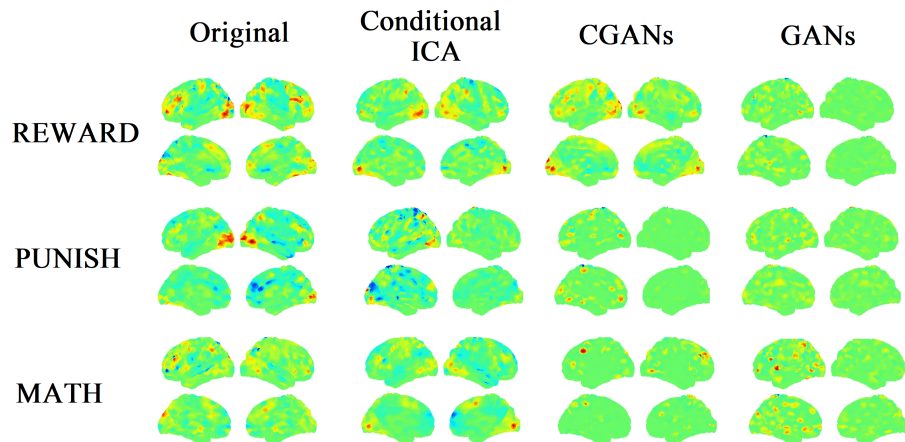 Original
Conditional
ICA
CGANs
GANs
REWARD
PUNISH
MATH